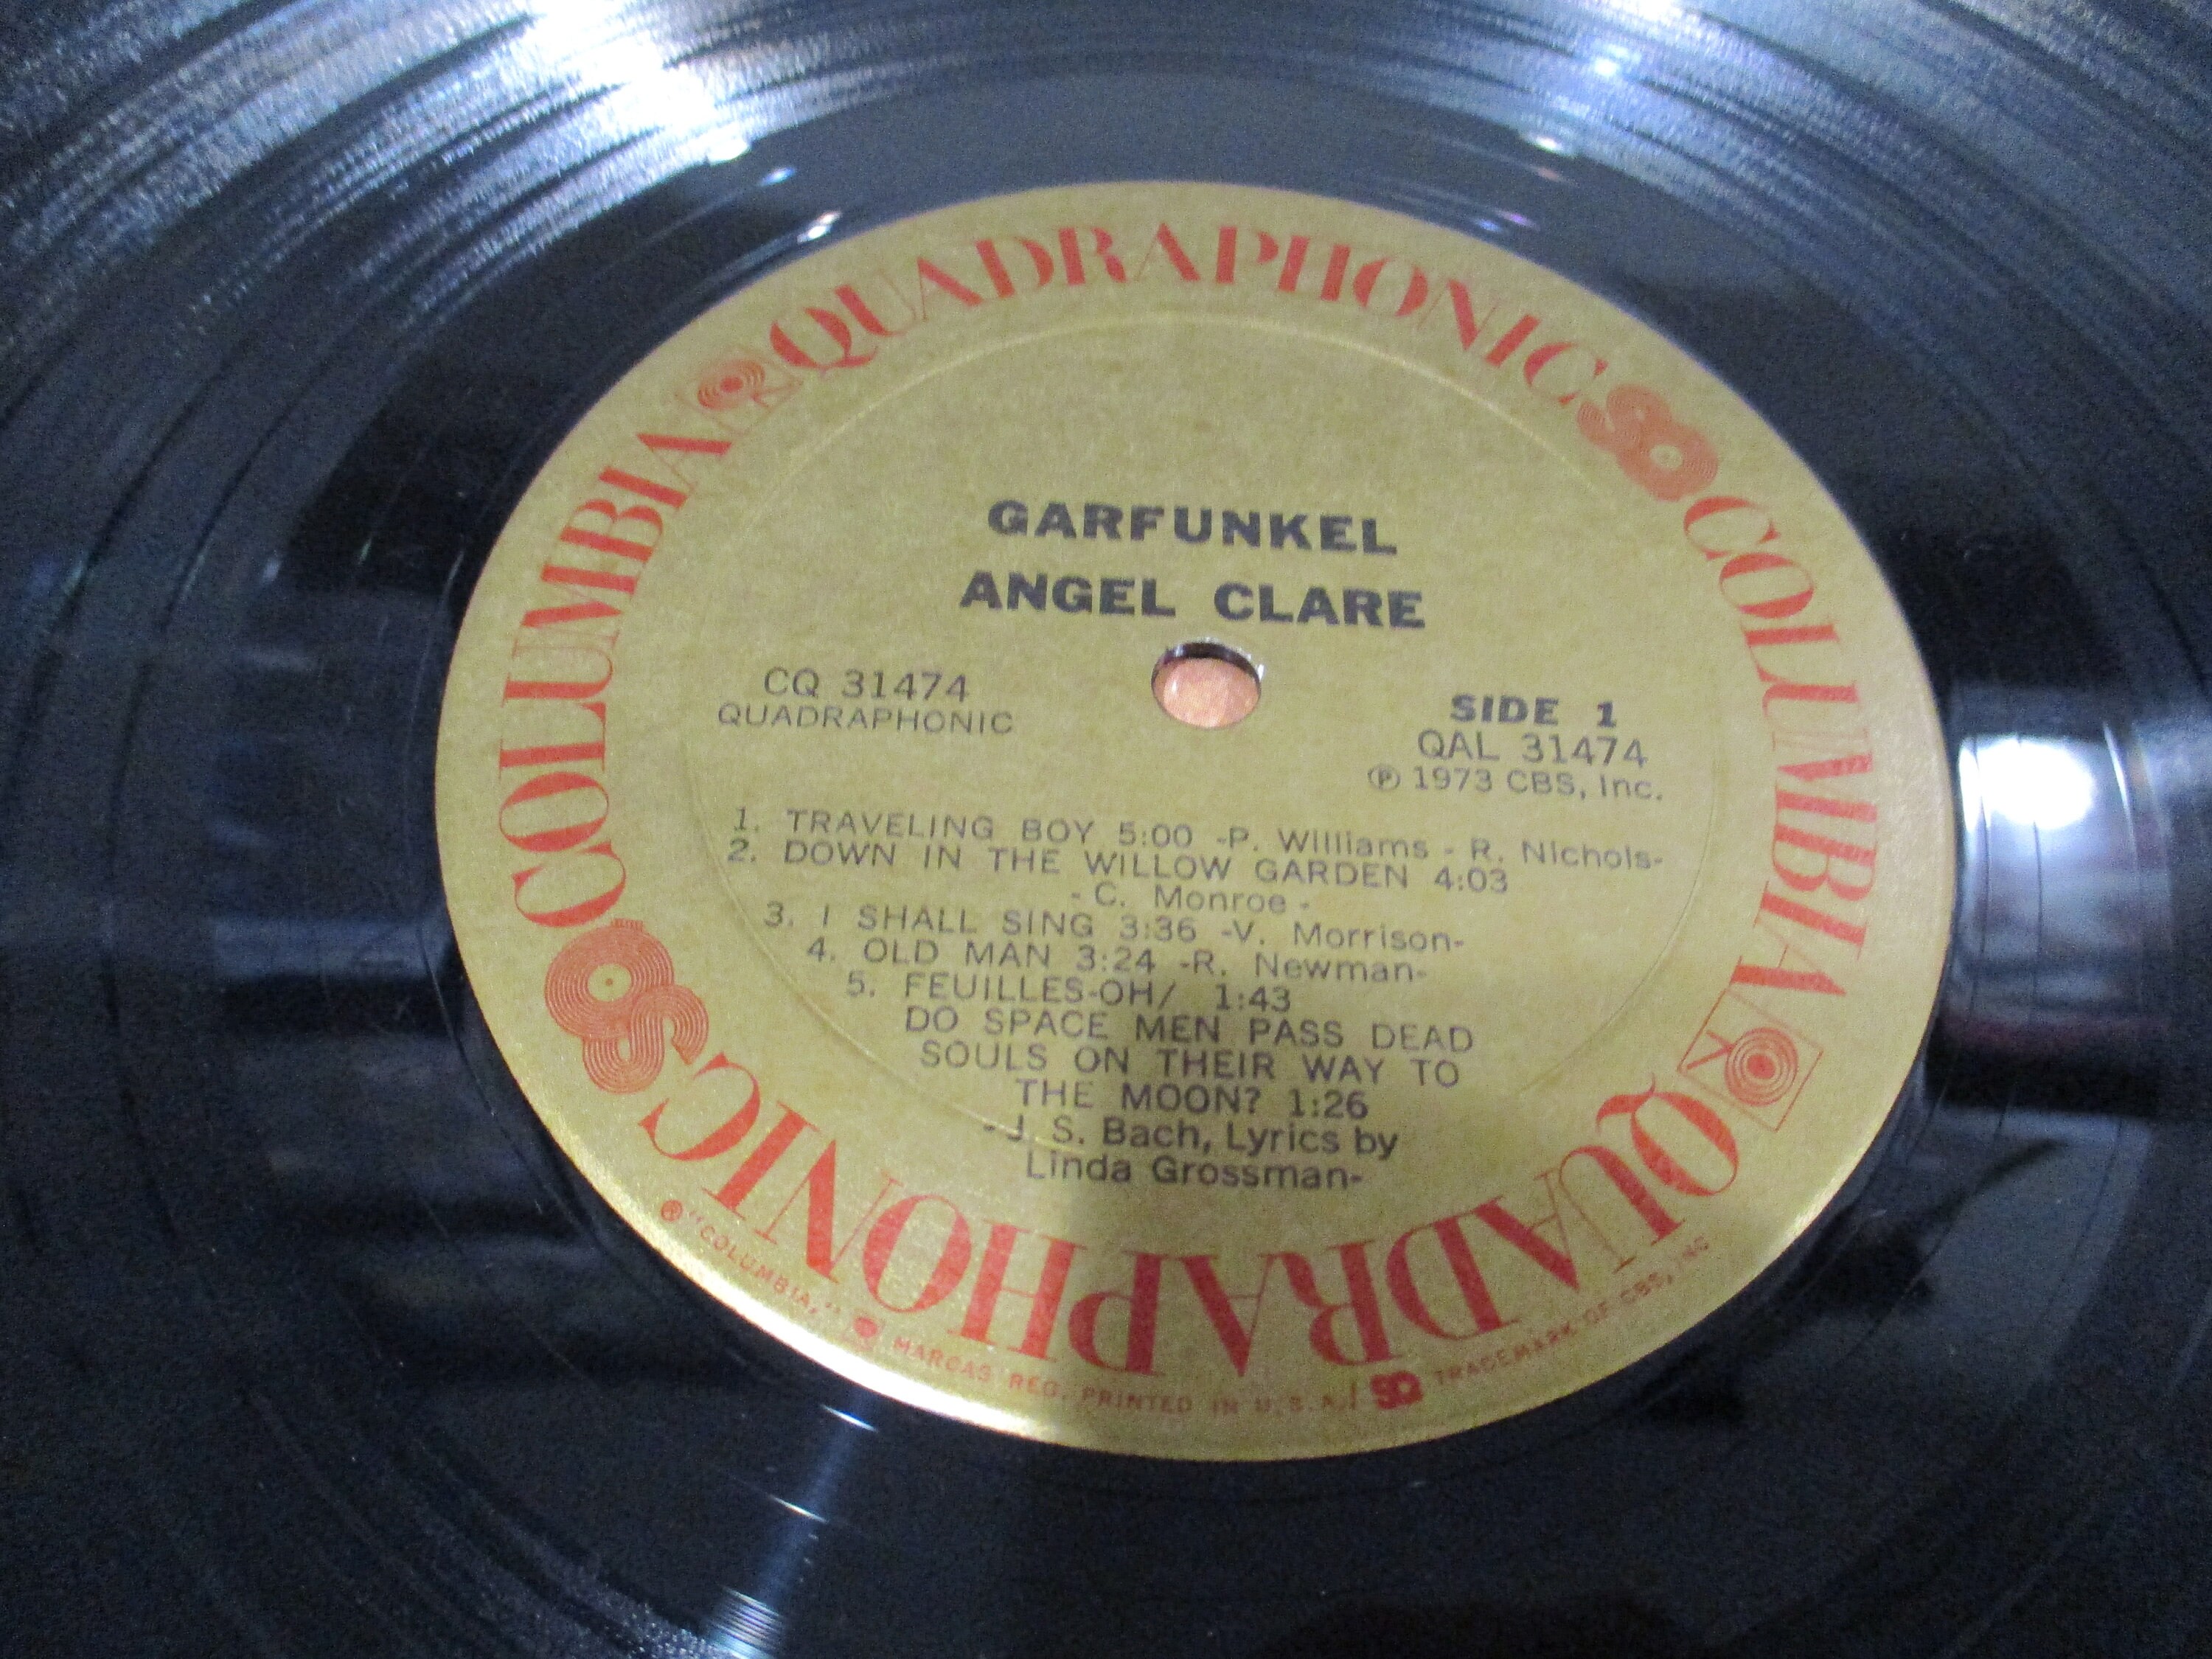 QUADRAPHONIC SQ COLUMBIA QUADRAPHONIC SQ COLUMBIA
GARFUNKEL
ANGEL CLARE
CQ 31474
QUADRAPHONIC
SIDE 1
QAL 31474
℗ 1973 CBS, Inc.
1. TRAVELING BOY 5:00 -P. Williams - R. Nichols-
2. DOWN IN THE WILLOW GARDEN 4:03
- C. Monroe -
3. I SHALL SING 3:36 -V. Morrison-
4. OLD MAN 3:24 -R. Newman-
5. FEUILLES-OH/ 1:43
DO SPACE MEN PASS DEAD
SOULS ON THEIR WAY TO
THE MOON? 1:26
- J. S. Bach, Lyrics by
Linda Grossman-
® "COLUMBIA," MARCAS REG. PRINTED IN U.S.A. SQ TRADEMARK OF CBS, INC